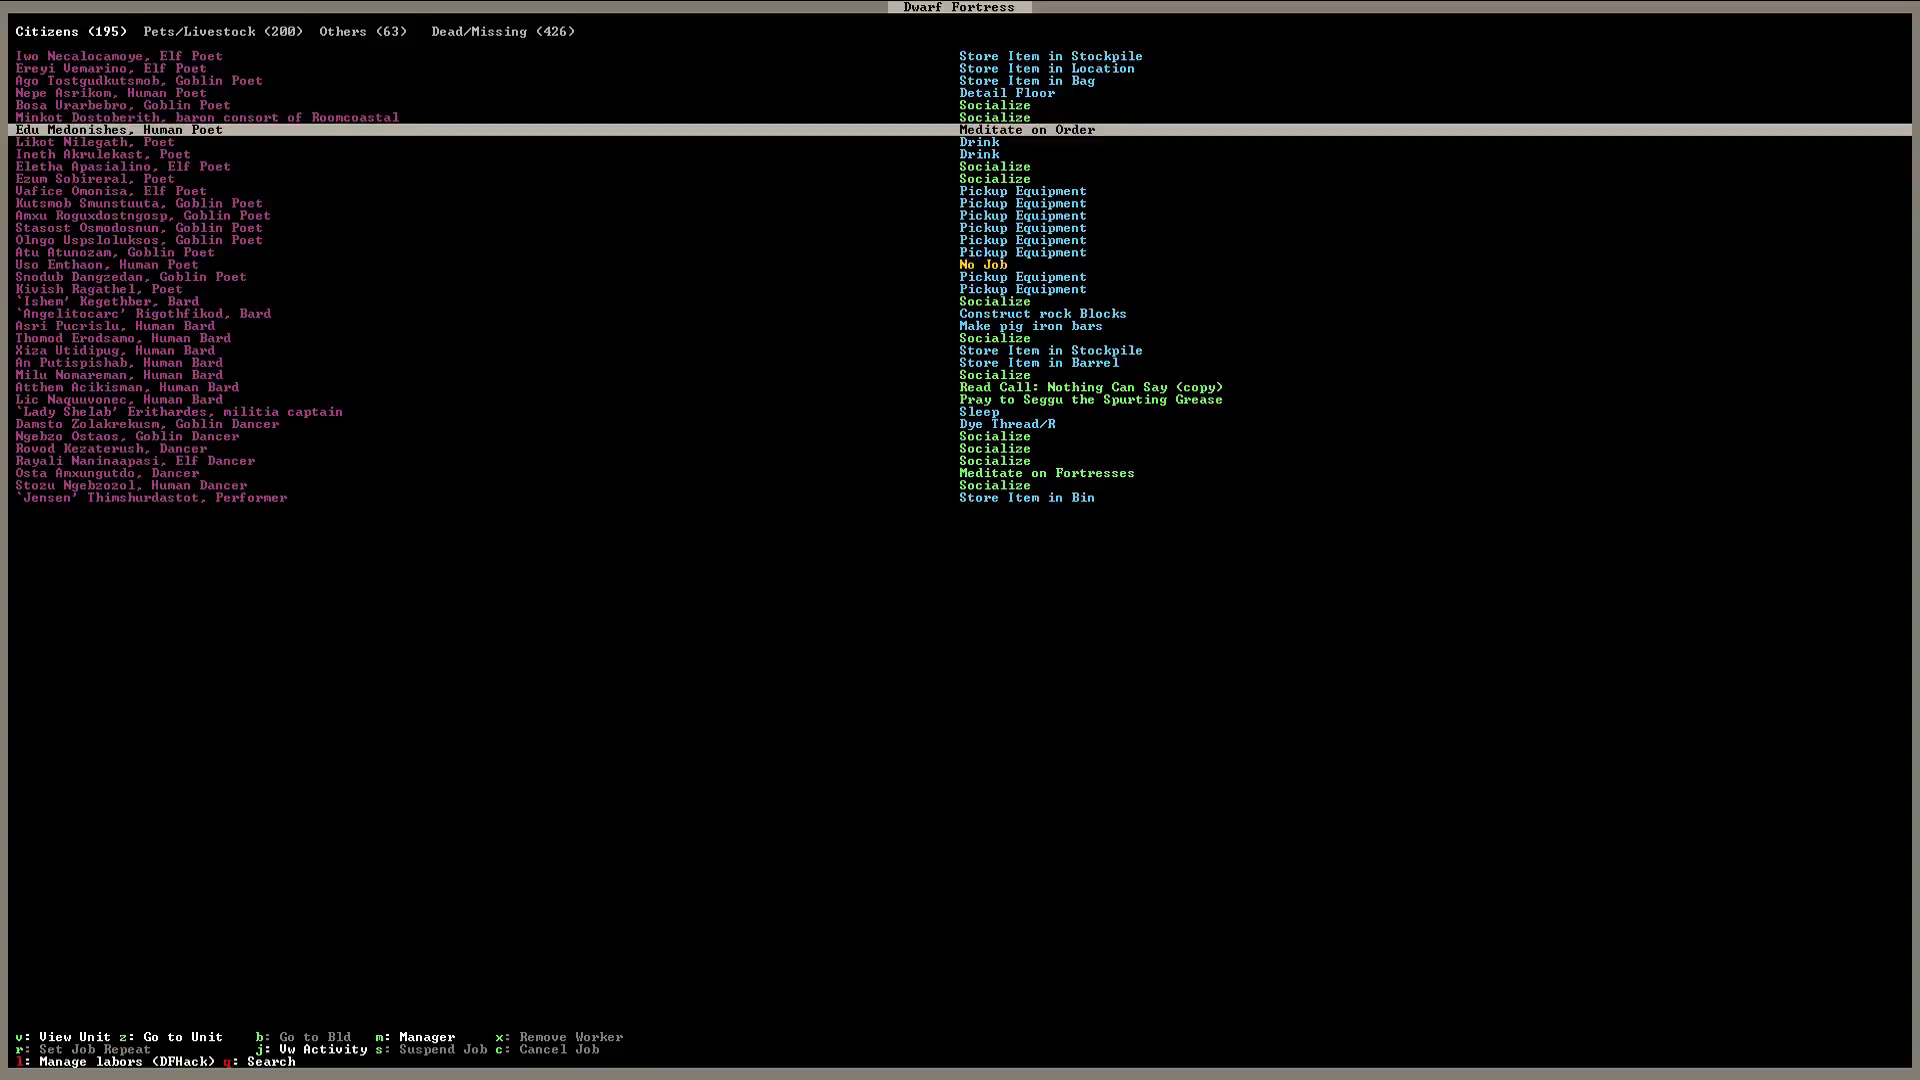 Dwarf Fortress
Citizens (195) Pets/Livestock (200) Others (63) Dead/Missing (426)
Iwo Necalocamoye, Elf Poet Store Item in Stockpile
Ereyi Vemarino, Elf Poet Store Item in Location
Ago Tostgudkutsmob, Goblin Poet Store Item in Bag
Nepe Asrikom, Human Poet Detail Floor
Bosa Urarbebro, Goblin Poet Socialize
Minkot Dostoberith, baron consort of Roomcoastal Socialize
Edu Medonishes, Human Poet Meditate on Order
Likot Nilegath, Poet Drink
Ineth Akrulekast, Poet Drink
Eletha Apasialino, Elf Poet Socialize
Ezum Sobireral, Poet Socialize
Vafice Omonisa, Elf Poet Pickup Equipment
Kutsmob Smunstuuta, Goblin Poet Pickup Equipment
Amxu Roguxdostngosp, Goblin Poet Pickup Equipment
Stasost Osmodosnun, Goblin Poet Pickup Equipment
Olngo Uspsloluksos, Goblin Poet Pickup Equipment
Atu Atunozam, Goblin Poet Pickup Equipment
Uso Emthaon, Human Poet No Job
Snodub Dangzedan, Goblin Poet Pickup Equipment
Kivish Ragathel, Poet Pickup Equipment
`Ishem' Kegethber, Bard Socialize
`Angelitocarc' Rigothfikod, Bard Construct rock Blocks
Asri Pucrislu, Human Bard Make pig iron bars
Thomod Erodsamo, Human Bard Socialize
Xiza Utidipug, Human Bard Store Item in Stockpile
An Putispishab, Human Bard Store Item in Barrel
Milu Nomareman, Human Bard Socialize
Atthem Acikisman, Human Bard Read Call: Nothing Can Say (copy)
Lic Naquuvonec, Human Bard Pray to Seggu the Spurting Grease
`Lady Shelab' Erithardes, militia captain Sleep
Damsto Zolakrekusm, Goblin Dancer Dye Thread/R
Ngebzo Ostaos, Goblin Dancer Socialize
Rovod Kezaterush, Dancer Socialize
Rayali Naninaapasi, Elf Dancer Socialize
Osta Amxungutdo, Dancer Meditate on Fortresses
Stozu Ngebzozol, Human Dancer Socialize
`Jensen' Thimshurdastot, Performer Store Item in Bin
v: View Unit z: Go to Unit b: Go to Bld m: Manager x: Remove Worker
r: Set Job Repeat j: Vw Activity s: Suspend Job c: Cancel Job
l: Manage labors (DFHack) q: Search